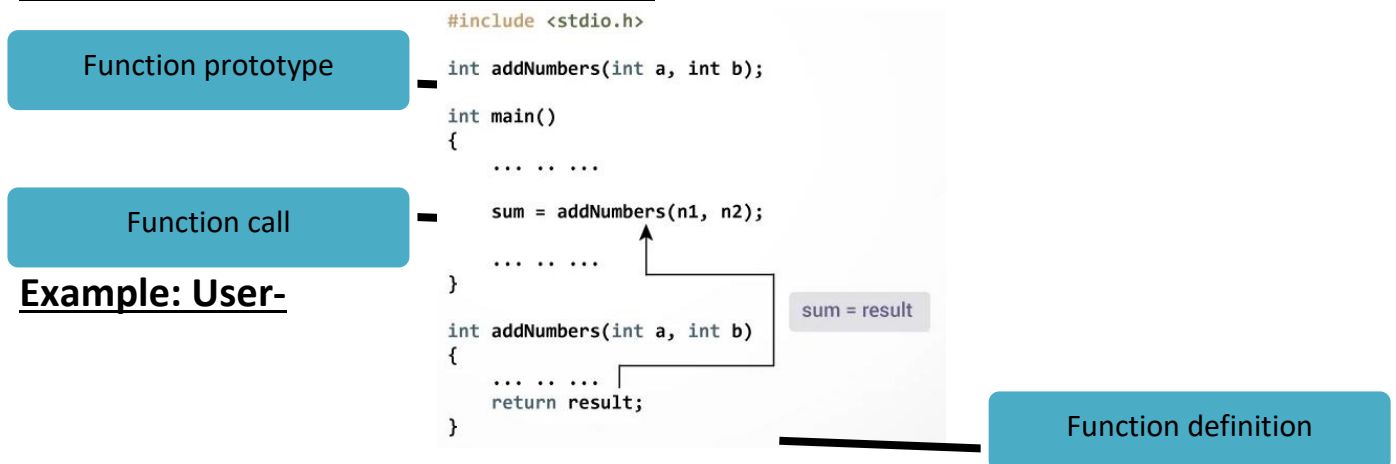 #include <stdio.h>
Function prototype
int addNumbers(int a, int b);
int main()
{
... .. ...
Function call
sum = addNumbers(n1, n2);
... .. ...
}
Example: User-
sum = result
int addNumbers(int a, int b)
{
... .. ...
return result;
}
Function definition